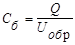 C_б = Q / U_обр